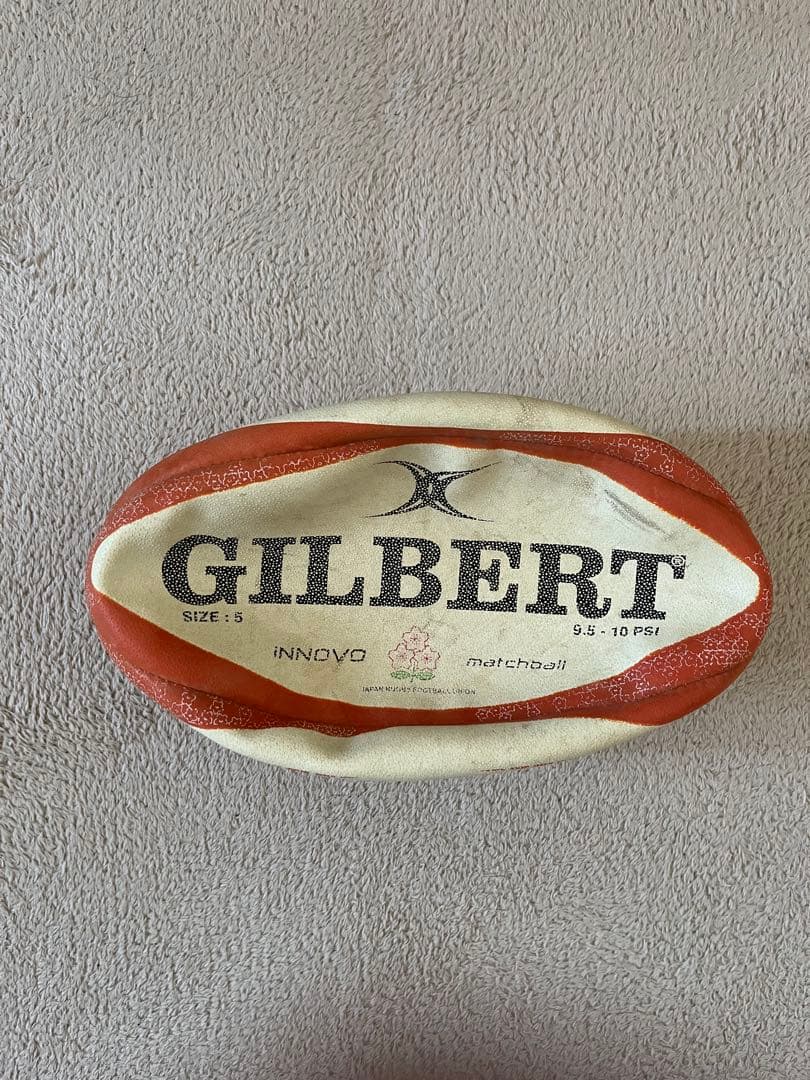 GILBERT®
SIZE : 5
9.5 - 10 PSI
iNNOVO
matchball
JAPAN RUGBY FOOTBALL UNION